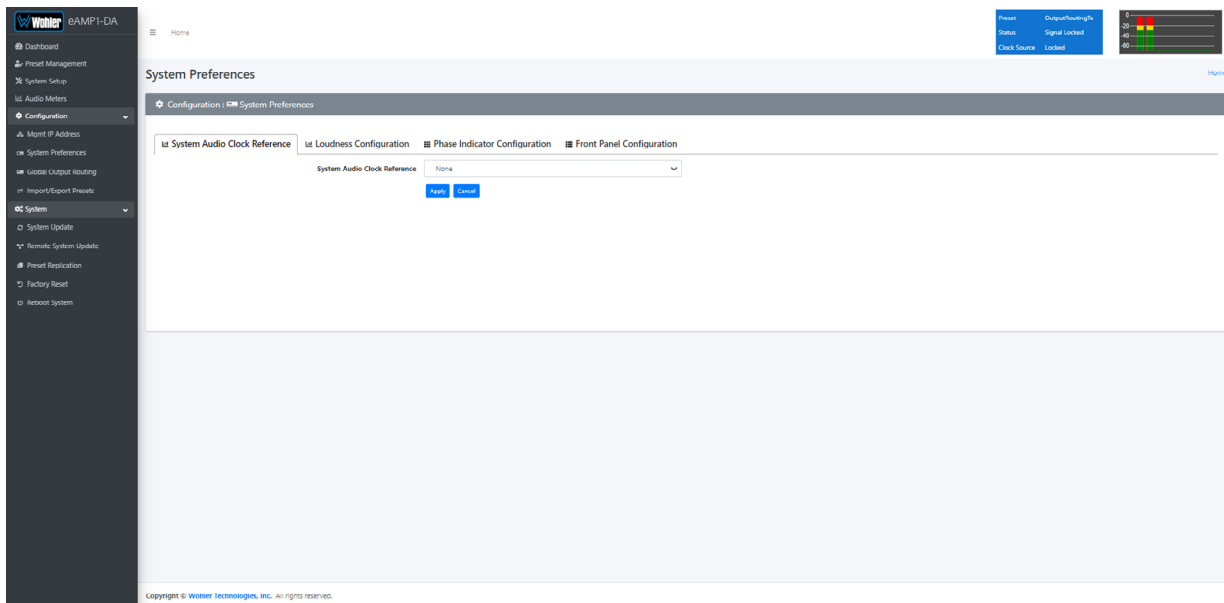 Wohler eAMP1-DA
Dashboard
Preset Management
System Setup
Audio Meters
Configuration
Mgmt IP Address
System Preferences
Global Output Routing
Import/Export Presets
System
System Update
Remote System Update
Preset Replication
Factory Reset
Reboot System
Home
Preset OutputRoutingTe
Status Signal Locked
Clock Source Locked
0
-20
-40
-60
System Preferences
Home
Configuration : System Preferences
System Audio Clock Reference Loudness Configuration Phase Indicator Configuration Front Panel Configuration
System Audio Clock Reference None
Apply Cancel
Copyright © Wohler Technologies, Inc. All rights reserved.